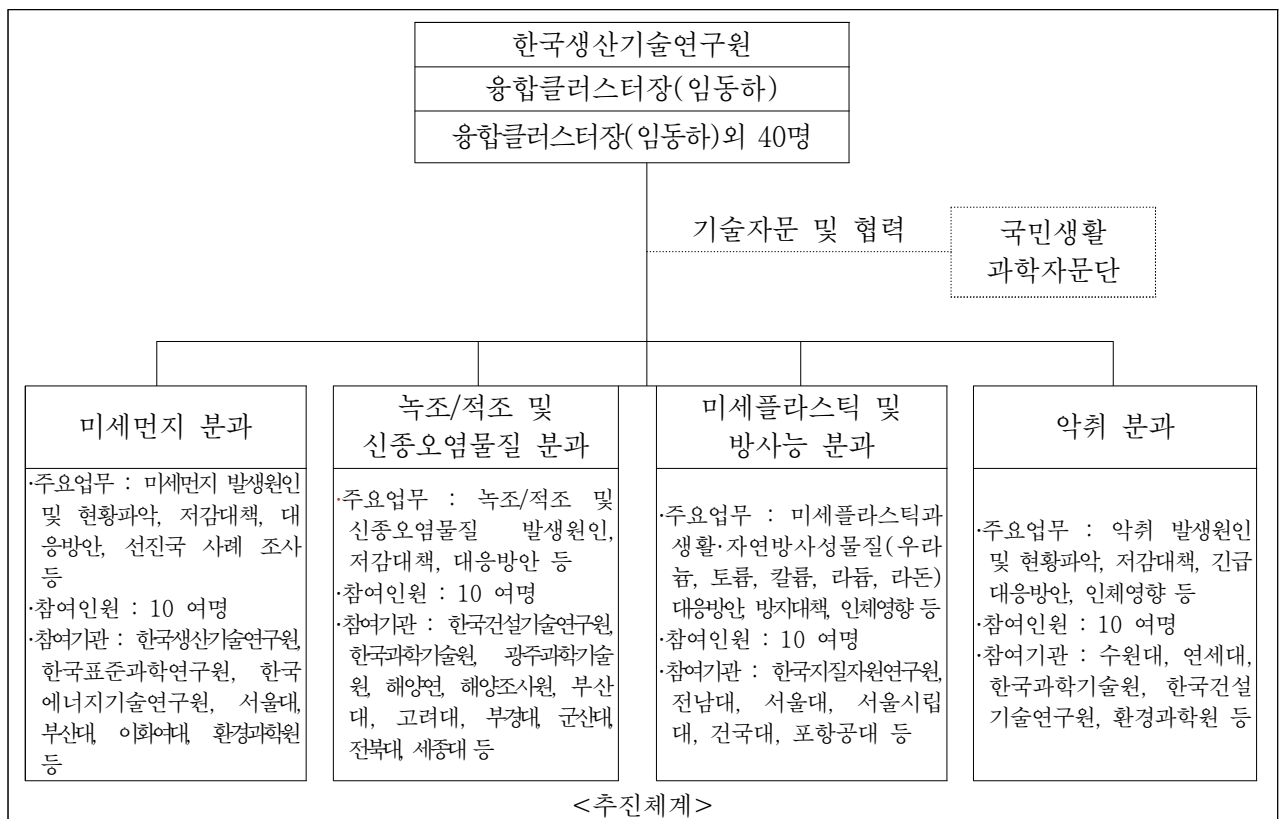 한국생산기술연구원
융합클러스터장(임동하)
융합클러스터장(임동하)외 40명
기술자문 및 협력
국민생활
과학자문단
미세먼지 분과
·주요업무 : 미세먼지 발생원인
및 현황파악, 저감대책, 대
응방안, 선진국 사례 조사
등
·참여인원 : 10 여명
·참여기관 : 한국생산기술연구원,
한국표준과학연구원, 한국
에너지기술연구원, 서울대,
부산대, 이화여대, 환경과학원
등
녹조/적조 및
신종오염물질 분과
·주요업무 : 녹조/적조 및
신종오염물질 발생원인,
저감대책, 대응방안 등
·참여인원 : 10 여명
·참여기관 : 한국건설기술연구원,
한국과학기술원, 광주과학기술
원, 해양연, 해양조사원, 부산
대, 고려대, 부경대, 군산대,
전북대, 세종대 등
미세플라스틱 및
방사능 분과
·주요업무 : 미세플라스틱과
생활·자연방사성물질(우라
늄, 토륨, 칼륨, 라듐, 라돈)
대응방안, 방지대책, 인체영향 등
·참여인원 : 10 여명
·참여기관 : 한국지질자원연구원,
전남대, 서울대, 서울시립
대, 건국대, 포항공대 등
악취 분과
·주요업무 : 악취 발생원인
및 현황파악, 저감대책, 긴급
대응방안, 인체영향 등
·참여인원 : 10 여명
·참여기관 : 수원대, 연세대,
한국과학기술원, 한국건설
기술연구원, 환경과학원 등
<추진체계>